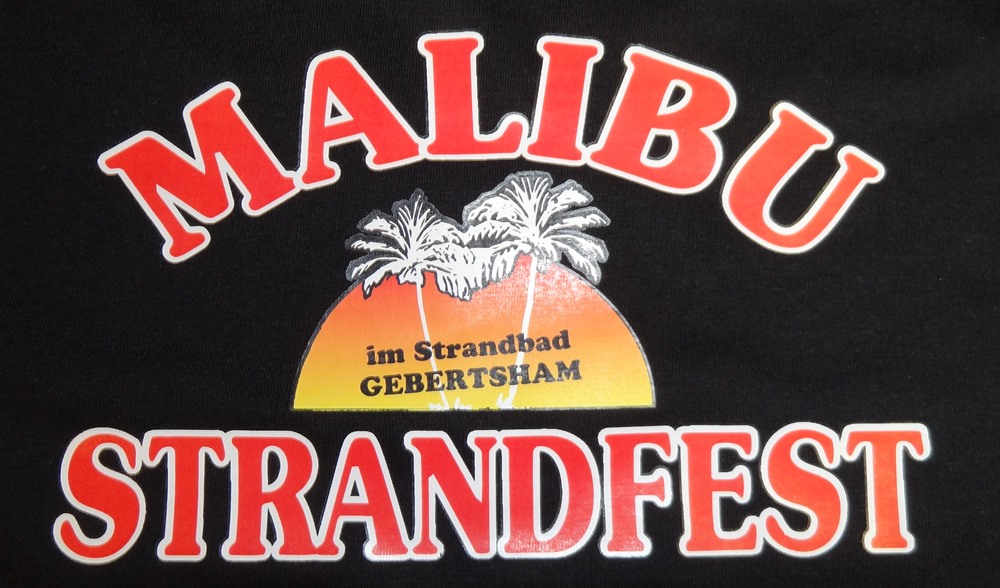 MALIBU
im Strandbad
GEBERTSHAM
STRANDFEST